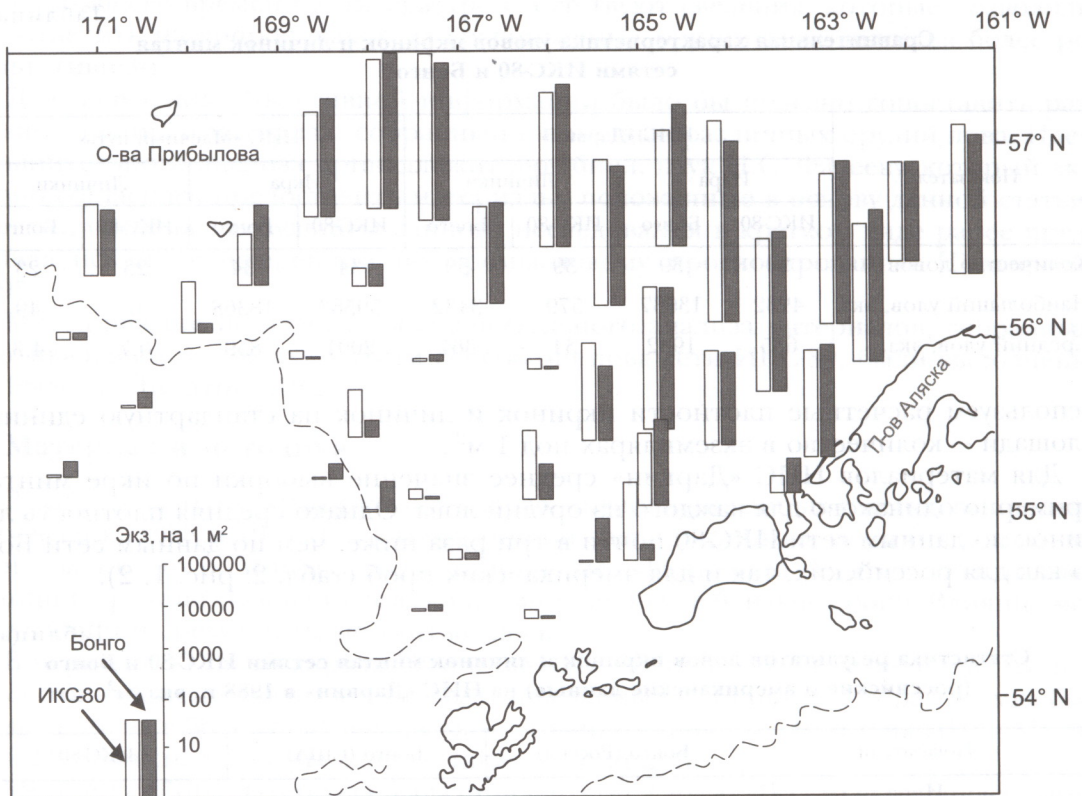 171° W 169° W 167° W 165° W 163° W 161° W
57° N
О-ва Прибылова
56° N
п-ов Аляска
55° N
Экз. на 1 м²
100000
10000
1000
Бонго
100
54° N
ИКС-80
10